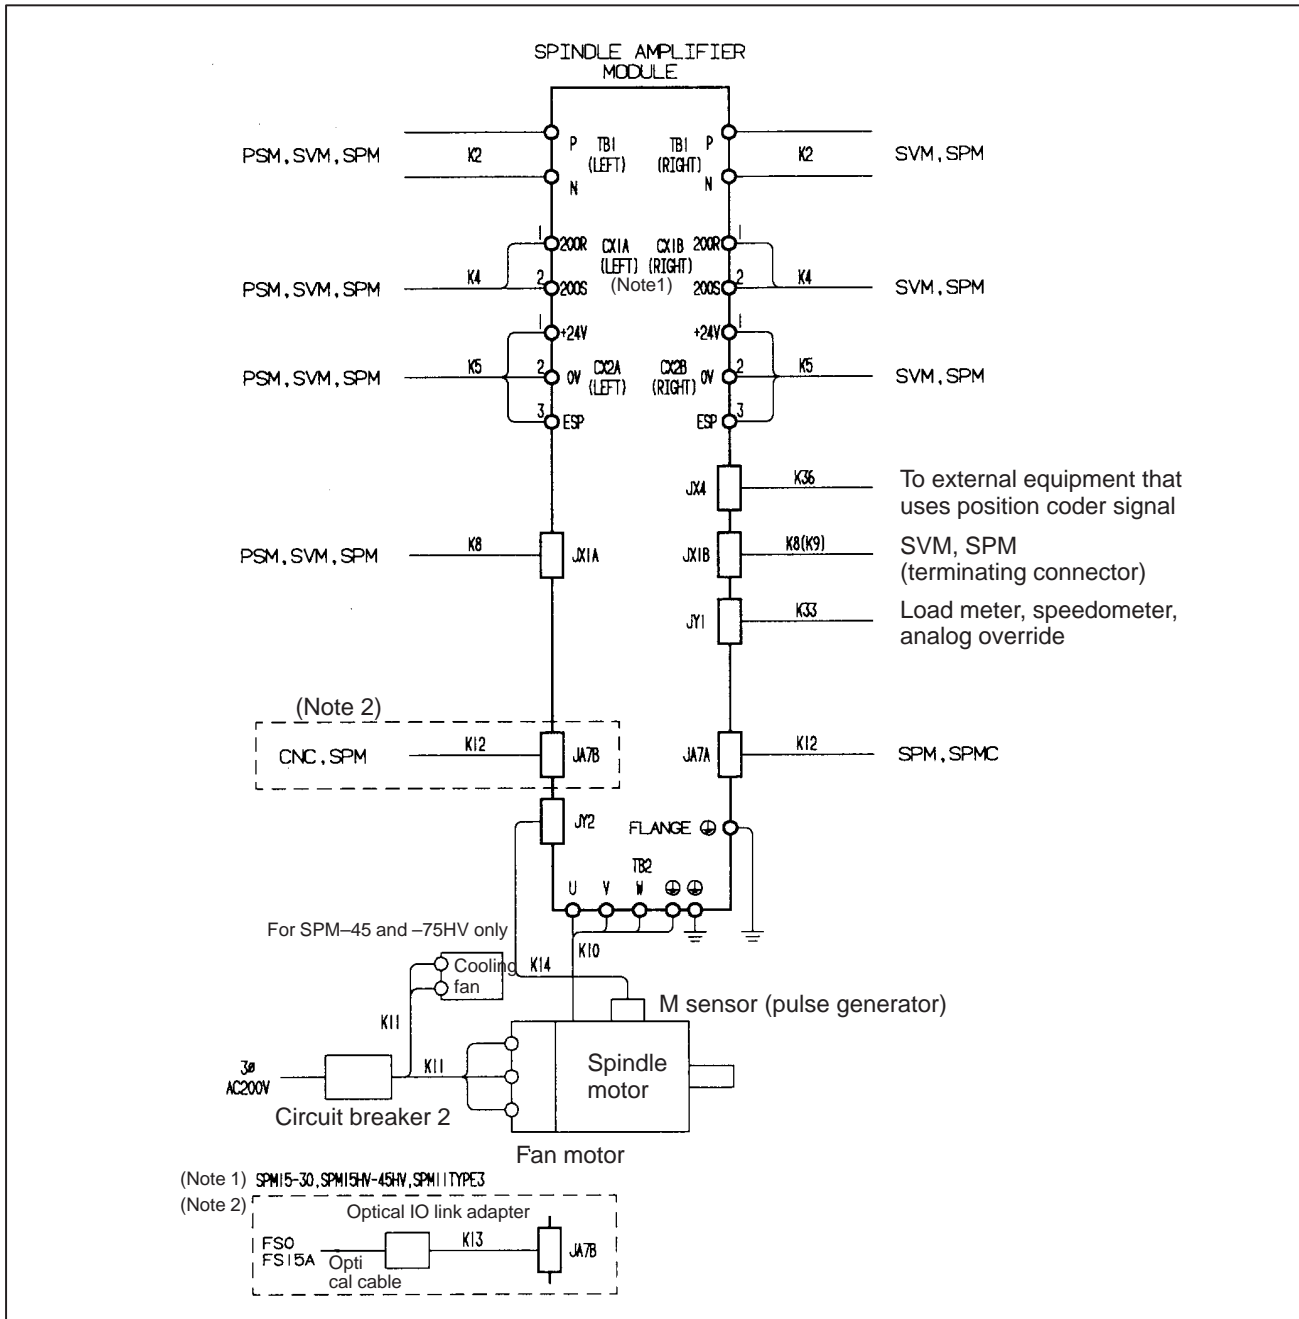 SPINDLE AMPLIFIER
MODULE
PSM,SVM,SPM
K2
P
TB1
(LEFT)
N
TB1
(RIGHT)
P
N
K2
SVM,SPM
PSM,SVM,SPM
K4
1
200R
2
200S
CX1A
(LEFT)
CX1B
(RIGHT)
(Note1)
200R
1
200S
2
K4
SVM,SPM
PSM,SVM,SPM
K5
1
+24V
2
0V
3
ESP
CX2A
(LEFT)
CX2B
(RIGHT)
+24V
1
0V
2
ESP
3
K5
SVM,SPM
JX4
K36
To external equipment that
uses position coder signal
PSM,SVM,SPM
K8
JX1A
JX1B
K8(K9)
SVM, SPM
(terminating connector)
JY1
K33
Load meter, speedometer,
analog override
(Note 2)
CNC,SPM
K12
JA7B
JA7A
K12
SPM,SPMC
JY2
FLANGE
TB2
U
V
W
For SPM–45 and –75HV only
Cooling
fan
K14
K10
M sensor (pulse generator)
K11
3ø
AC200V
K11
Circuit breaker 2
Spindle
motor
Fan motor
(Note 1) SPM15-30,SPM15HV-45HV,SPM11TYPE3
(Note 2)
Optical IO link adapter
FS0
FS15A
Opti
cal cable
K13
JA7B